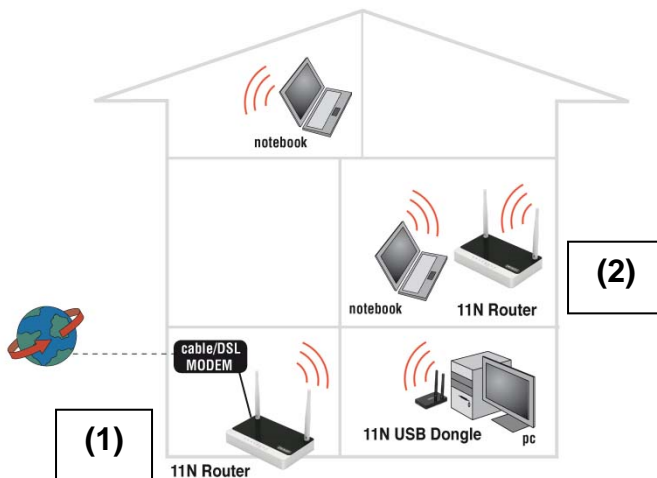 notebook
notebook
11N Router
(2)
cable/DSL
MODEM
11N USB Dongle
pc
(1)
11N Router